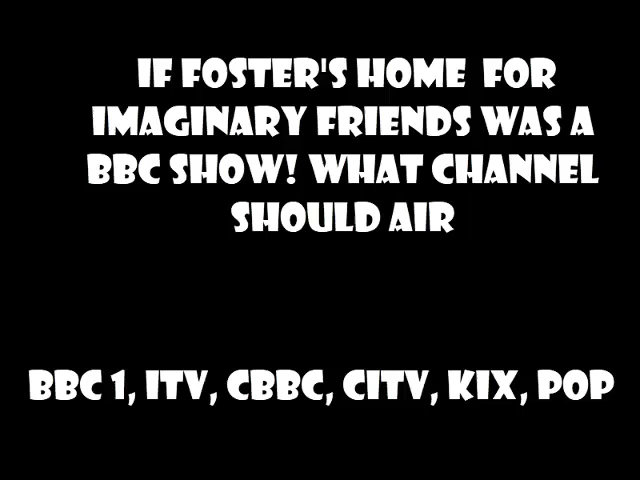 IF FOSTER'S HOME FOR
IMAGINARY FRIENDS WAS A
BBC SHOW! WHAT CHANNEL
SHOULD AIR
BBC 1, ITV, CBBC, CITV, KIX, POP